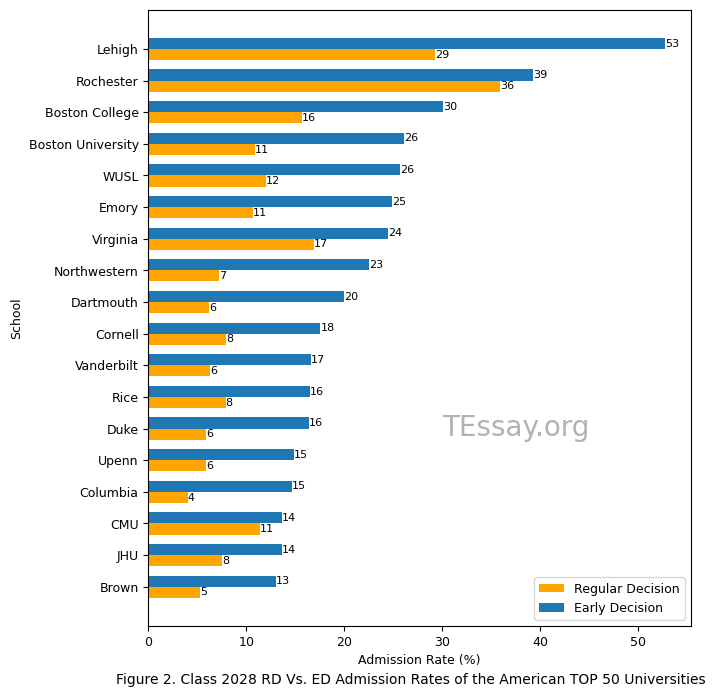 Lehigh 53
29
Rochester 39
36
Boston College 30
16
Boston University 26
11
WUSL 26
12
Emory 25
11
Virginia 24
17
Northwestern 23
7
Dartmouth 20
6
Cornell 18
8
Vanderbilt 17
6
Rice 16
8
Duke 16
6
Upenn 15
6
Columbia 15
4
CMU 14
11
JHU 14
8
Brown 13
5
School
TEssay.org
Regular Decision
Early Decision
0 10 20 30 40 50
Admission Rate (%)
Figure 2. Class 2028 RD Vs. ED Admission Rates of the American TOP 50 Universities